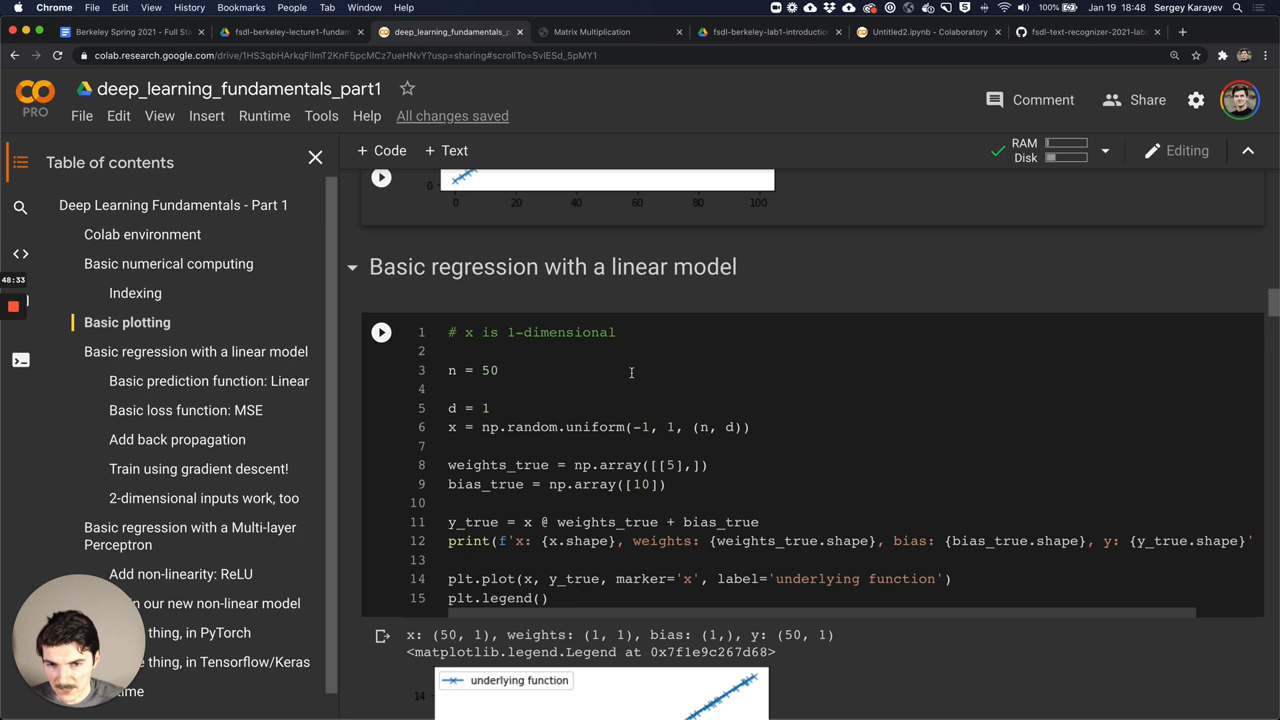 Chrome File Edit View History Bookmarks People Tab Window Help 100% Jan 19 18:48 Sergey Karayev
Berkeley Spring 2021 - Full Sta fsdl-berkeley-lecture1-fundam deep_learning_fundamentals_p Matrix Multiplication fsdl-berkeley-lab1-introductio Untitled2.ipynb - Colaboratory fsdl-text-recognizer-2021-lab
colab.research.google.com/drive/1HS3qbHArkqFllmT2KnF5pcMCz7ueHNvY?usp=sharing#scrollTo=SvIESd_5pMY1
PRO
deep_learning_fundamentals_part1
File Edit View Insert Runtime Tools Help All changes saved
Comment Share
+ Code + Text
RAM
Disk
Editing
Table of contents
Deep Learning Fundamentals - Part 1
Colab environment
Basic numerical computing
Indexing
Basic plotting
Basic regression with a linear model
Basic prediction function: Linear
Basic loss function: MSE
Add back propagation
Train using gradient descent!
2-dimensional inputs work, too
Basic regression with a Multi-layer
Perceptron
Add non-linearity: ReLU
n our new non-linear model
thing, in PyTorch
e thing, in Tensorflow/Keras
time
48:33
0
0 20 40 60 80 100
Basic regression with a linear model
1 # x is 1-dimensional
2
3 n = 50
4
5 d = 1
6 x = np.random.uniform(-1, 1, (n, d))
7
8 weights_true = np.array([[5],])
9 bias_true = np.array([10])
10
11 y_true = x @ weights_true + bias_true
12 print(f'x: {x.shape}, weights: {weights_true.shape}, bias: {bias_true.shape}, y: {y_true.shape}'
13
14 plt.plot(x, y_true, marker='x', label='underlying function')
15 plt.legend()
x: (50, 1), weights: (1, 1), bias: (1,), y: (50, 1)
<matplotlib.legend.Legend at 0x7f1e9c267d68>
underlying function
14